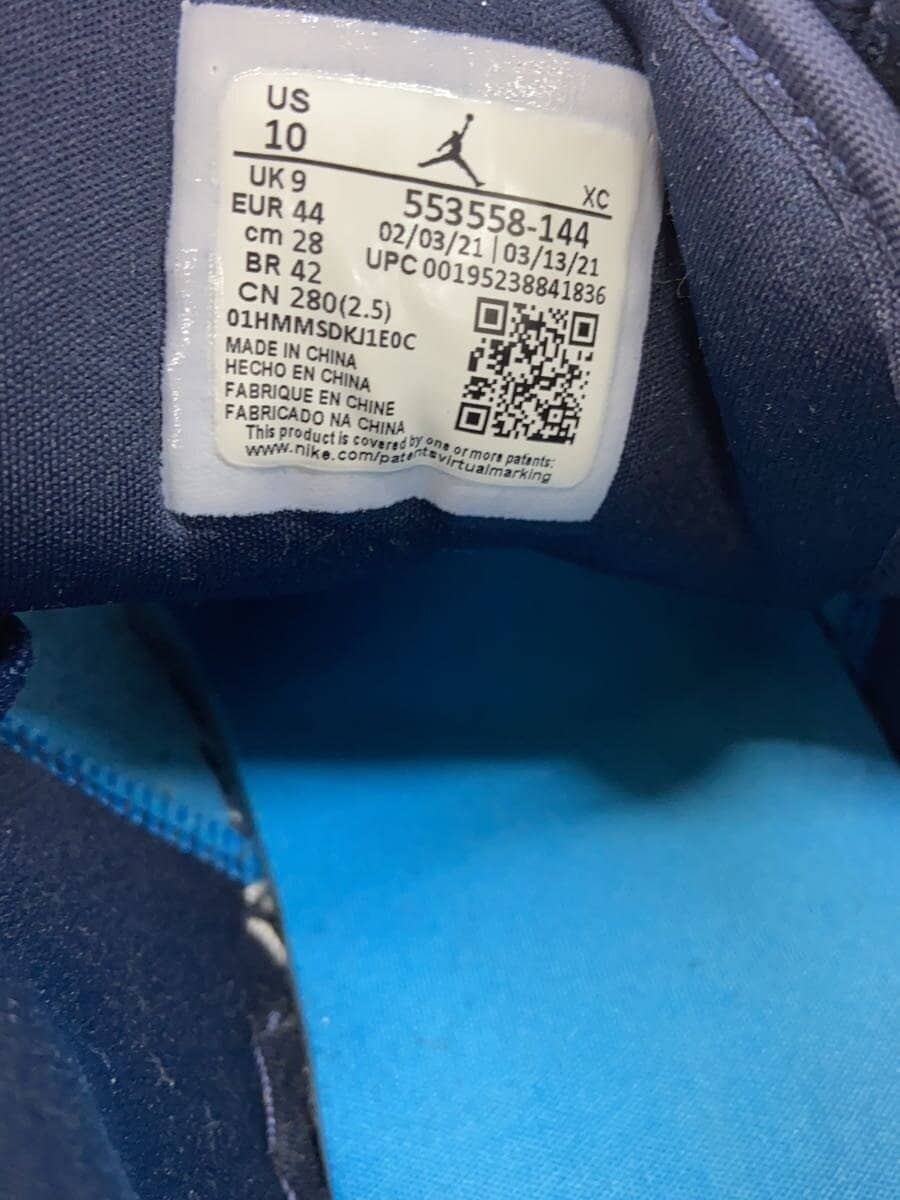 US
10
XC
UK 9
553558-144
EUR 44
02/03/21 | 03/13/21
cm 28
UPC 00195238841836
BR 42
CN 280(2.5)
01HMMSDKJ1E0C
MADE IN CHINA
HECHO EN CHINA
FABRIQUE EN CHINE
FABRICADO NA CHINA
This product is covered by one or more patents:
www.nike.com/patentsvirtualmarking